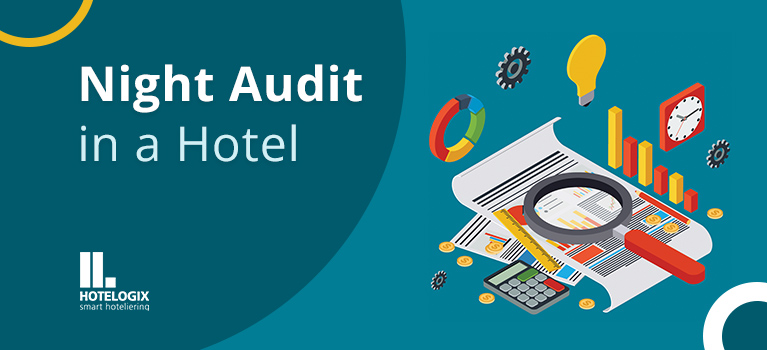 Night Audit
in a Hotel
HOTELOGIX
smart hoteliering